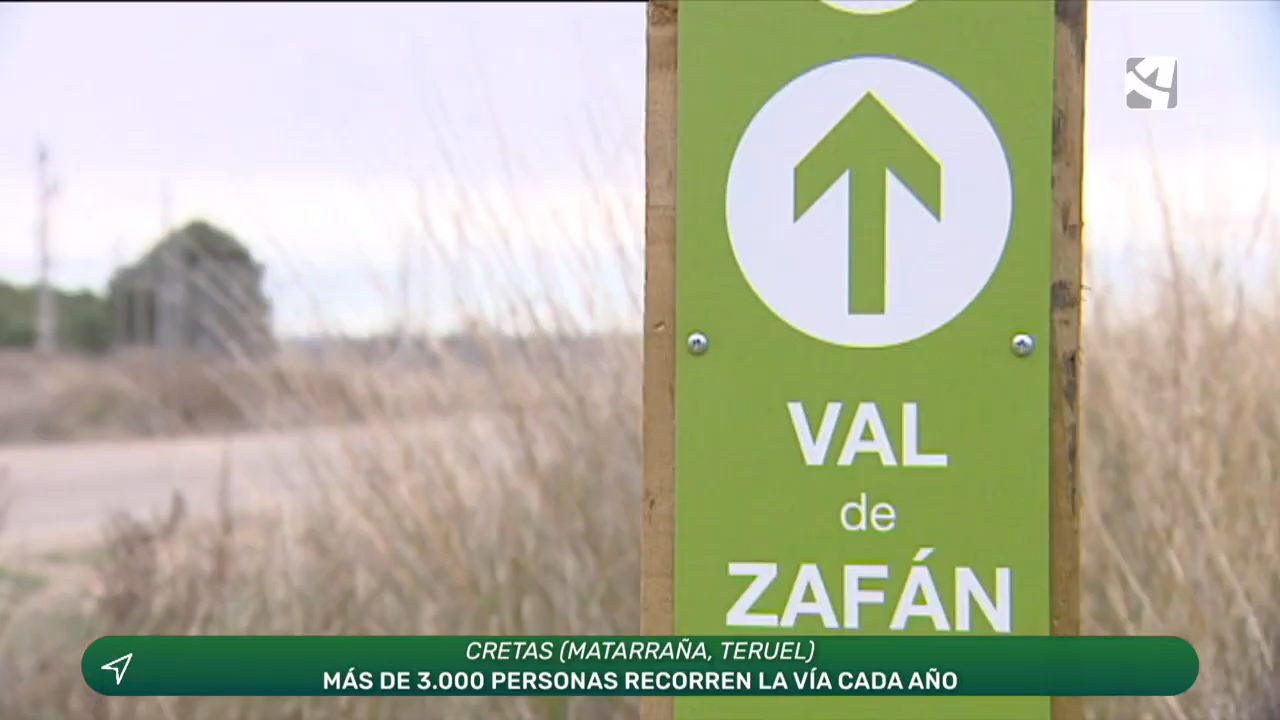 VAL
de
ZAFÁN
CRETAS (MATARRAÑA, TERUEL)
MÁS DE 3.000 PERSONAS RECORREN LA VÍA CADA AÑO